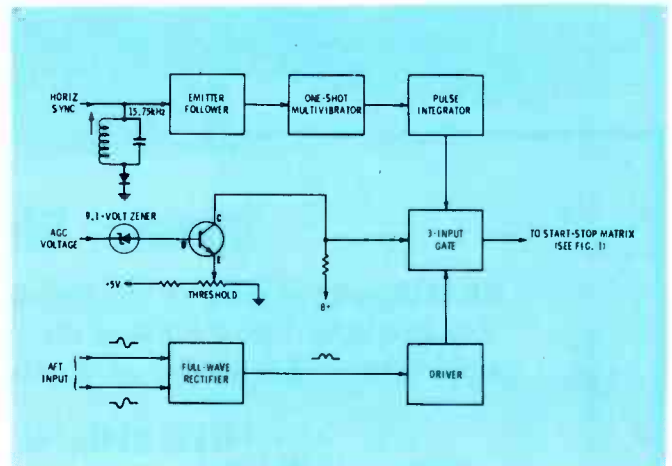 HORIZ
SYNC
15.75kHz
EMITTER
FOLLOWER
ONE-SHOT
MULTIVIBRATOR
PULSE
INTEGRATOR
9.1-VOLT ZENER
AGC
VOLTAGE
B
C
E
+5V
THRESHOLD
B+
3-INPUT
GATE
TO START-STOP MATRIX
(SEE FIG. 1)
AFT
INPUT
FULL-WAVE
RECTIFIER
DRIVER